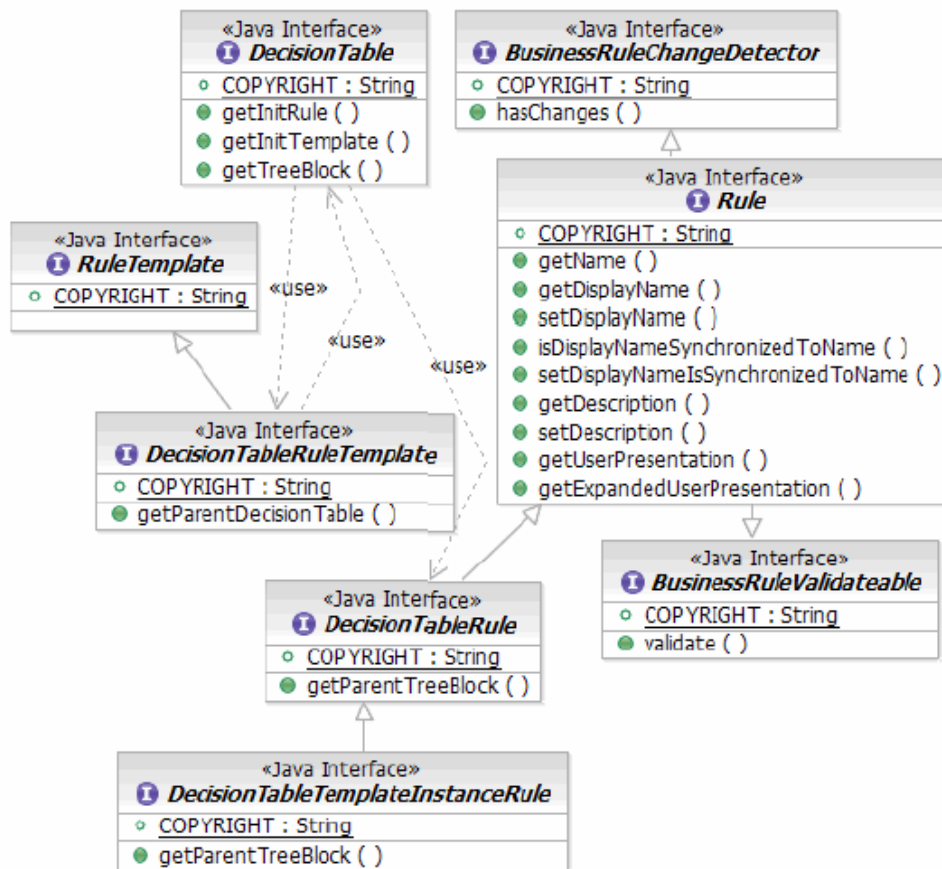 «Java Interface»
DecisionTable
COPYRIGHT : String
getInitRule ( )
getInitTemplate ( )
getTreeBlock ( )
«Java Interface»
BusinessRuleChangeDetector
COPYRIGHT : String
hasChanges ( )
«Java Interface»
Rule
COPYRIGHT : String
getName ( )
getDisplayName ( )
setDisplayName ( )
isDisplayNameSynchronizedToName ( )
setDisplayNameIsSynchronizedToName ( )
getDescription ( )
setDescription ( )
getUserPresentation ( )
getExpandedUserPresentation ( )
«Java Interface»
RuleTemplate
COPYRIGHT : String
«use»
«use»
«use»
«Java Interface»
DecisionTableRuleTemplate
COPYRIGHT : String
getParentDecisionTable ( )
«Java Interface»
BusinessRuleValidateable
COPYRIGHT : String
validate ( )
«Java Interface»
DecisionTableRule
COPYRIGHT : String
getParentTreeBlock ( )
«Java Interface»
DecisionTableTemplateInstanceRule
COPYRIGHT : String
getParentTreeBlock ( )